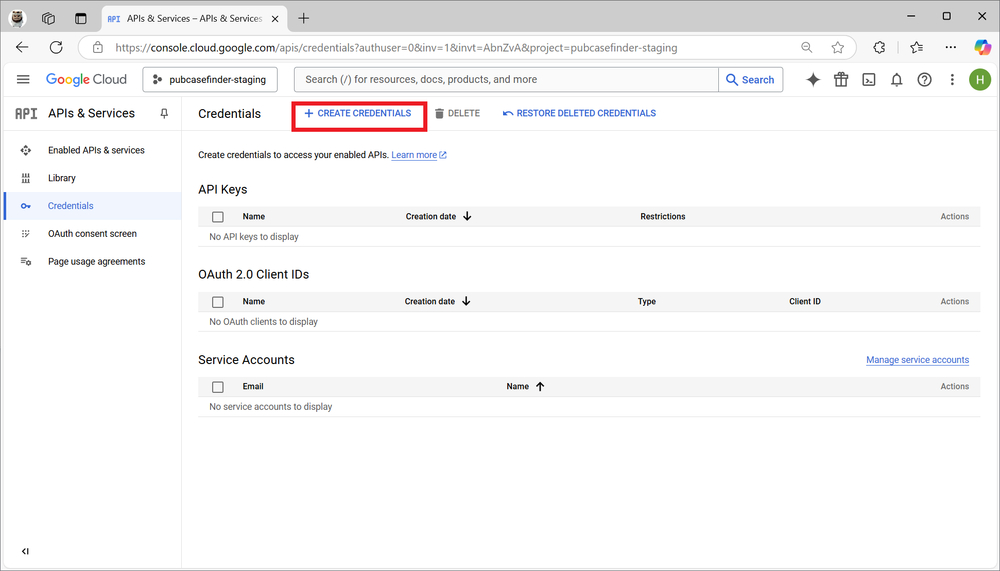 API APIs & Services – APIs & Services
https://console.cloud.google.com/apis/credentials?authuser=0&inv=1&invt=AbnZvA&project=pubcasefinder-staging
Google Cloud
pubcasefinder-staging
Search (/) for resources, docs, products, and more
Search
H
API APIs & Services
Enabled APIs & services
Library
Credentials
OAuth consent screen
Page usage agreements
Credentials
CREATE CREDENTIALS
DELETE
RESTORE DELETED CREDENTIALS
Create credentials to access your enabled APIs. Learn more
API Keys
Name Creation date Restrictions Actions
No API keys to display
OAuth 2.0 Client IDs
Name Creation date Type Client ID Actions
No OAuth clients to display
Service Accounts
Manage service accounts
Email Name Actions
No service accounts to display